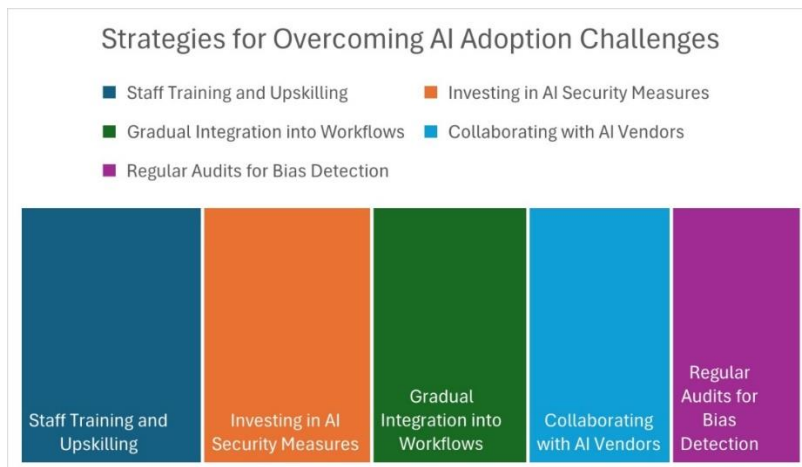 Strategies for Overcoming AI Adoption Challenges
Staff Training and Upskilling
Investing in AI Security Measures
Gradual Integration into Workflows
Collaborating with AI Vendors
Regular Audits for Bias Detection
Staff Training and
Upskilling
Investing in AI
Security Measures
Gradual
Integration into
Workflows
Collaborating
with AI Vendors
Regular
Audits for
Bias
Detection